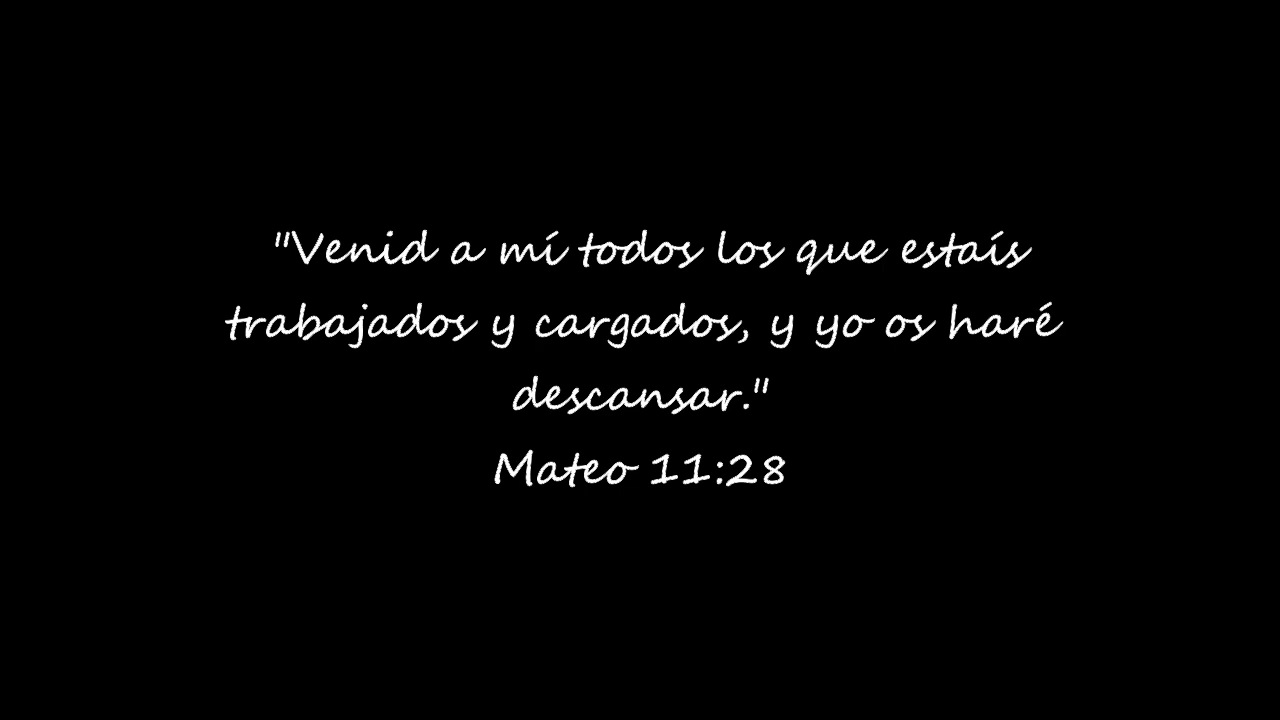 "Venid a mí todos los que estaís
trabajados y cargados, y yo os haré
descansar."
Mateo 11:28